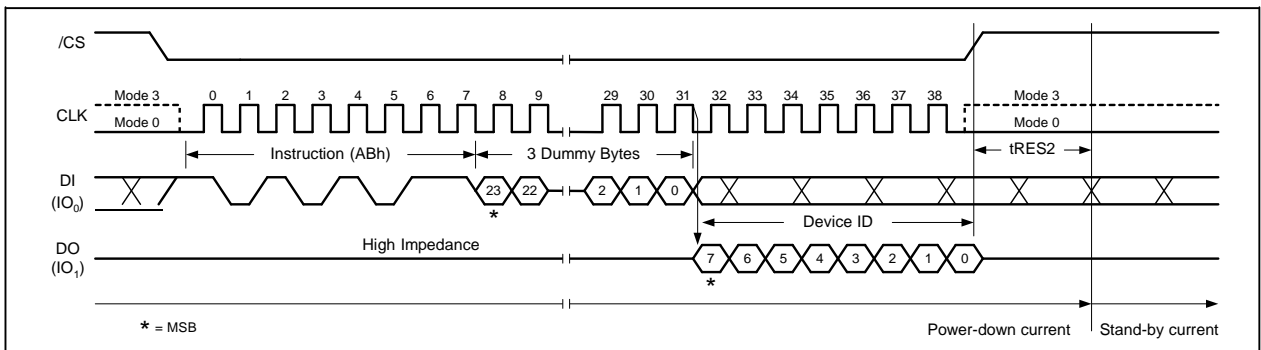 /CS
Mode 3 0 1 2 3 4 5 6 7 8 9 29 30 31 32 33 34 35 36 37 38 Mode 3
CLK
Mode 0 Mode 0
Instruction (ABh) 3 Dummy Bytes tRES2
DI
(IO0)
23 22 2 1 0
*
Device ID
High Impedance
DO
(IO1)
7 6 5 4 3 2 1 0
*
* = MSB
Power-down current Stand-by current